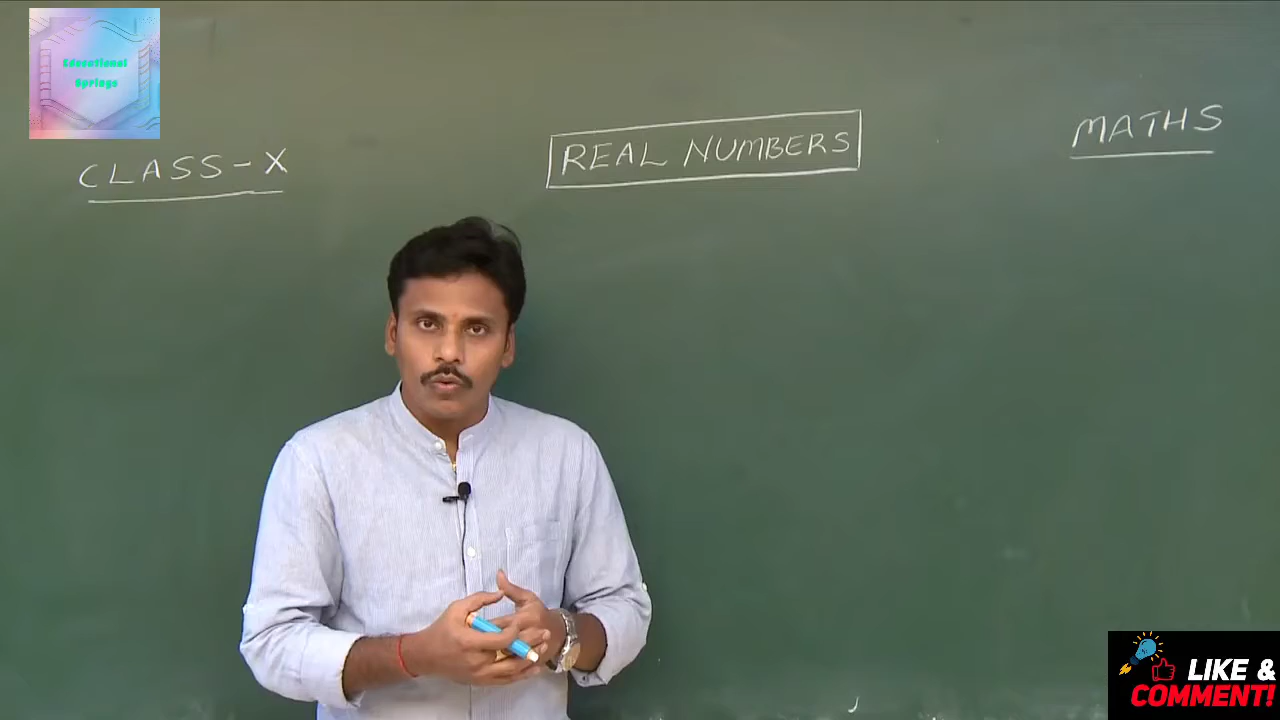 Educational
Springs
CLASS-X
REAL NUMBERS
MATHS
LIKE &
COMMENT!